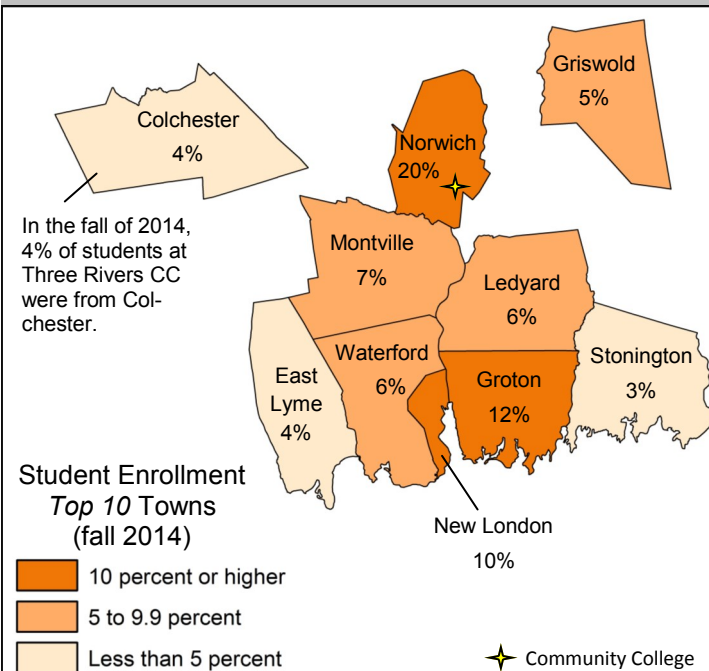 Griswold
5%
Colchester
4%
Norwich
20%
In the fall of 2014,
4% of students at
Three Rivers CC
were from Col-
chester.
Montville
7%
Ledyard
6%
Waterford
6%
Stonington
3%
East
Lyme
4%
Groton
12%
New London
10%
Student Enrollment
Top 10 Towns
(fall 2014)
10 percent or higher
5 to 9.9 percent
Less than 5 percent
Community College